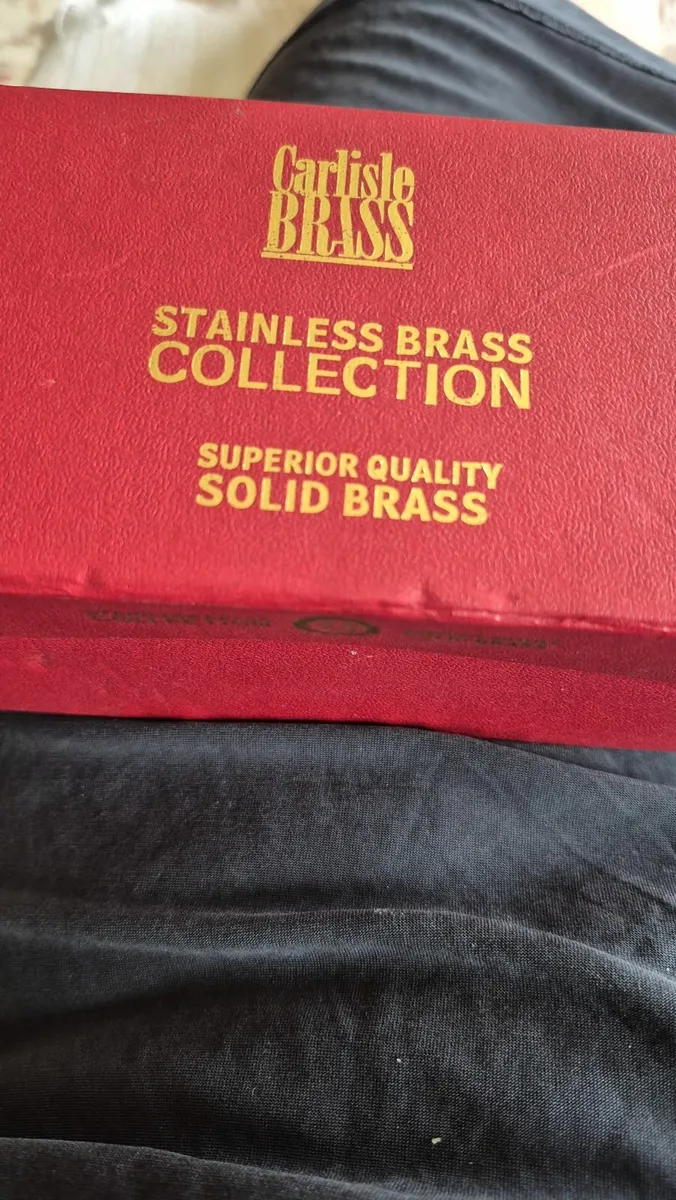 Carlisle
BRASS
STAINLESS BRASS
COLLECTION
SUPERIOR QUALITY
SOLID BRASS